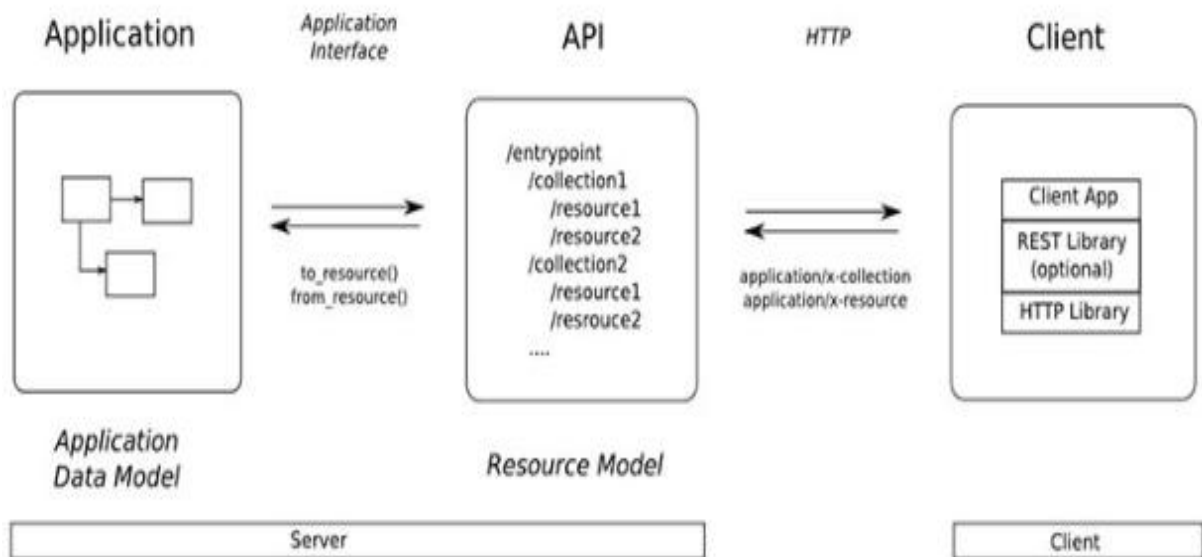 Application
Application
Interface
API
HTTP
Client
/entrypoint
/collection1
/resource1
/resource2
/collection2
/resource1
/resrouce2
....
to_resource()
from_resource()
application/x-collection
application/x-resource
Client App
REST Library
(optional)
HTTP Library
Application
Data Model
Resource Model
Server
Client